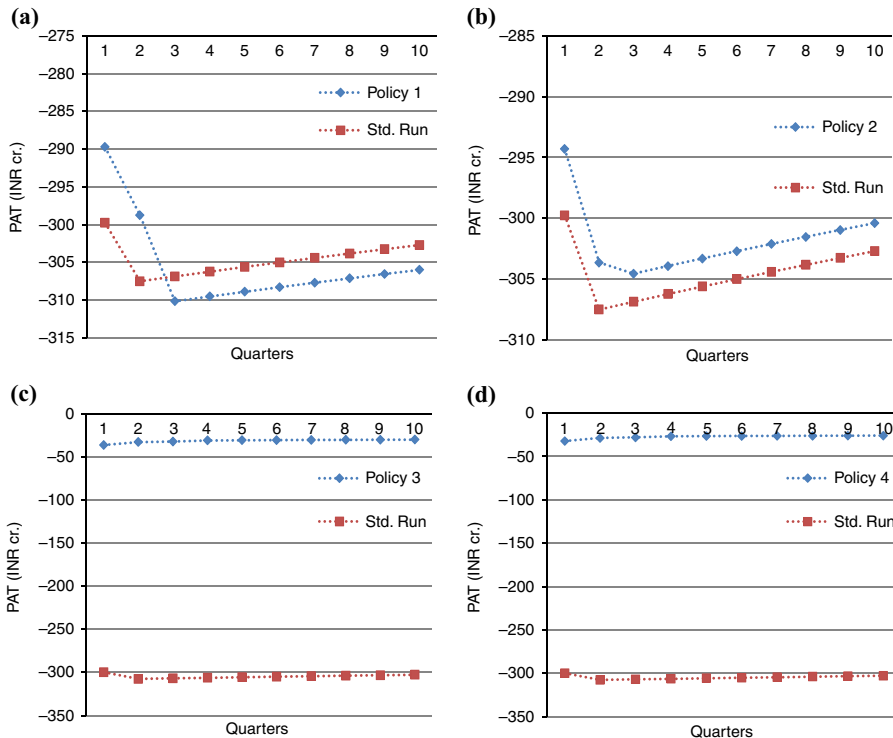 (a)
–275
1 2 3 4 5 6 7 8 9 10
–280
–285
Policy 1
–290
Std. Run
–295
–300
–305
–310
–315
PAT (INR cr.)
Quarters
(b)
–285
1 2 3 4 5 6 7 8 9 10
–290
Policy 2
–295
Std. Run
–300
–305
–310
PAT (INR cr.)
Quarters
(c)
0
1 2 3 4 5 6 7 8 9 10
–50
Policy 3
–100
Std. Run
–150
–200
–250
–300
–350
PAT (INR cr.)
Quarters
(d)
0
1 2 3 4 5 6 7 8 9 10
–50
Policy 4
–100
Std. Run
–150
–200
–250
–300
–350
PAT (INR cr.)
Quarters